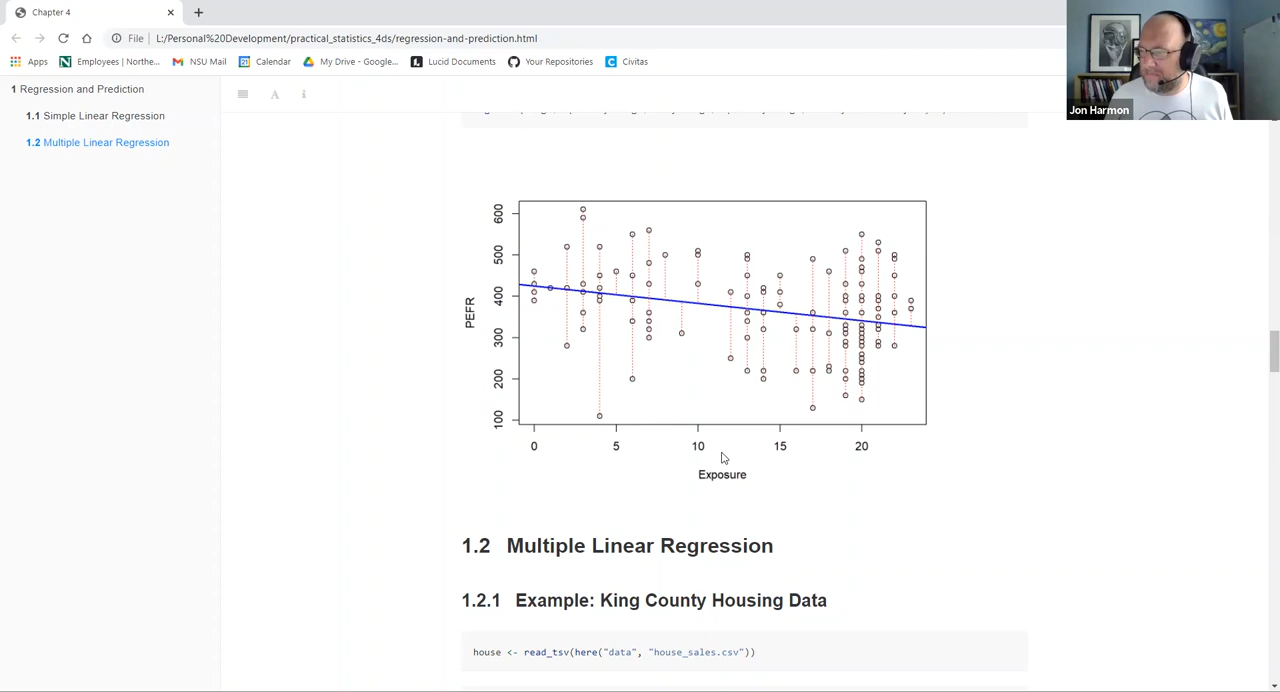 Chapter 4
File | L:/Personal%20Development/practical_statistics_4ds/regression-and-prediction.html
Apps Employees | (Northe... NSU Mail Calendar My Drive - Google... Lucid Documents Your Repositories Civitas
Jon Harmon
1 Regression and Prediction
1.1 Simple Linear Regression
1.2 Multiple Linear Regression
PEFR
600
500
400
300
200
100
0 5 10 15 20
Exposure
1.2 Multiple Linear Regression
1.2.1 Example: King County Housing Data
house <- read_tsv(here("data", "house_sales.csv"))